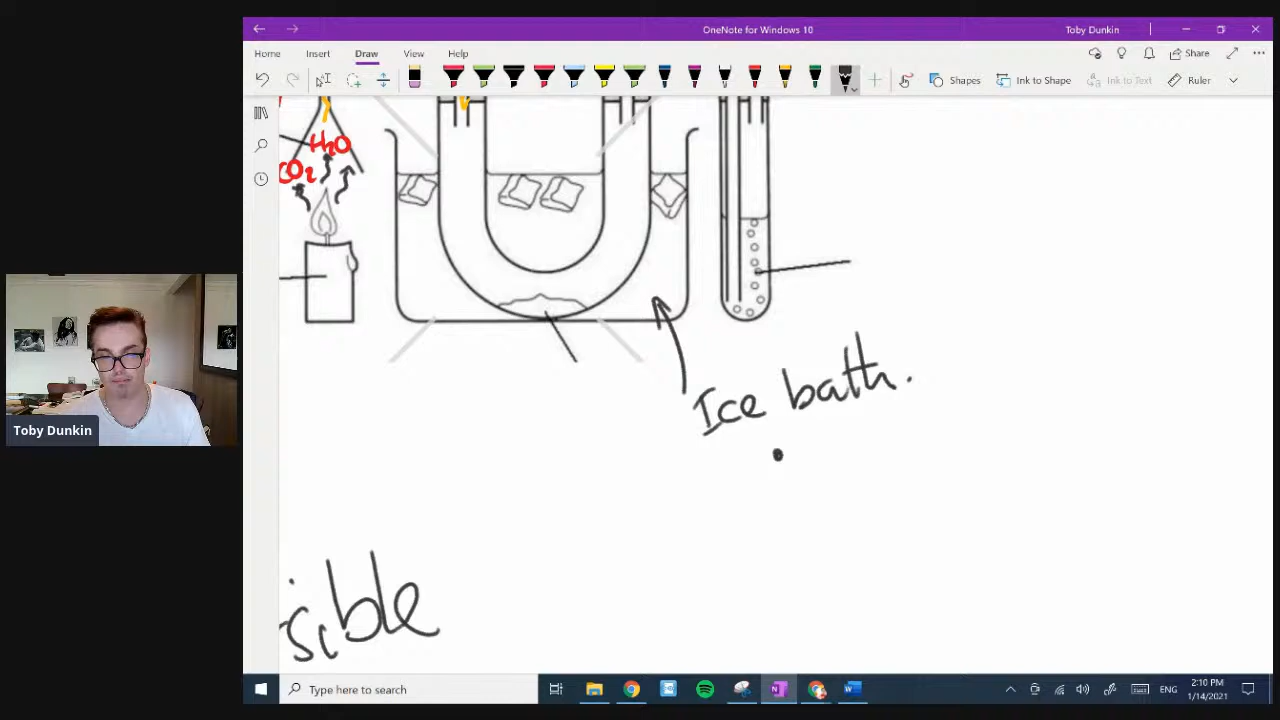 OneNote for Windows 10
Toby Dunkin
Home
Insert
Draw
View
Help
Share
Shapes
Ink to Shape
Ink to Text
Ruler
H₂O
CO₂
Ice bath.
sible
Toby Dunkin
Type here to search
ENG
2:10 PM
1/14/2021